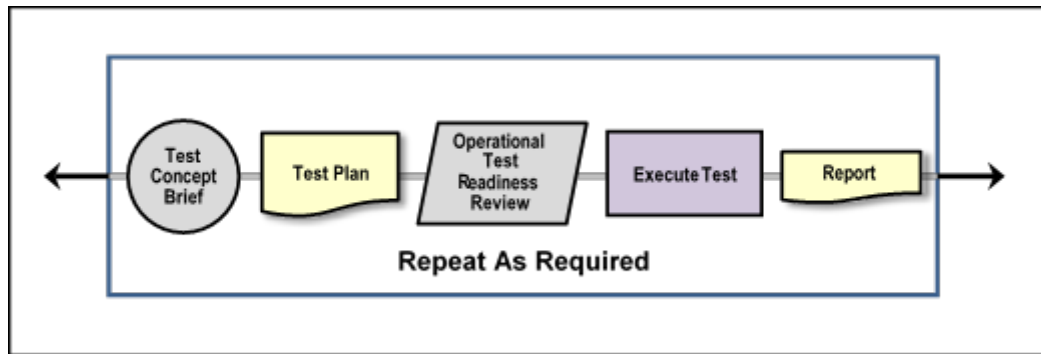 Test
Concept
Brief
Test Plan
Operational
Test
Readiness
Review
Execute Test
Report
Repeat As Required